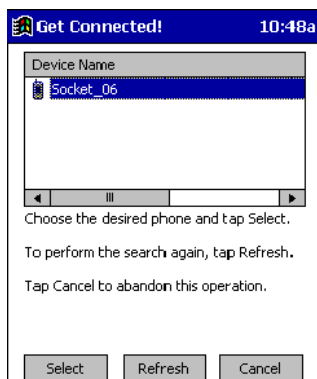 Get Connected! 10:48a
Device Name
Socket_06
Choose the desired phone and tap Select.
To perform the search again, tap Refresh.
Tap Cancel to abandon this operation.
Select Refresh Cancel